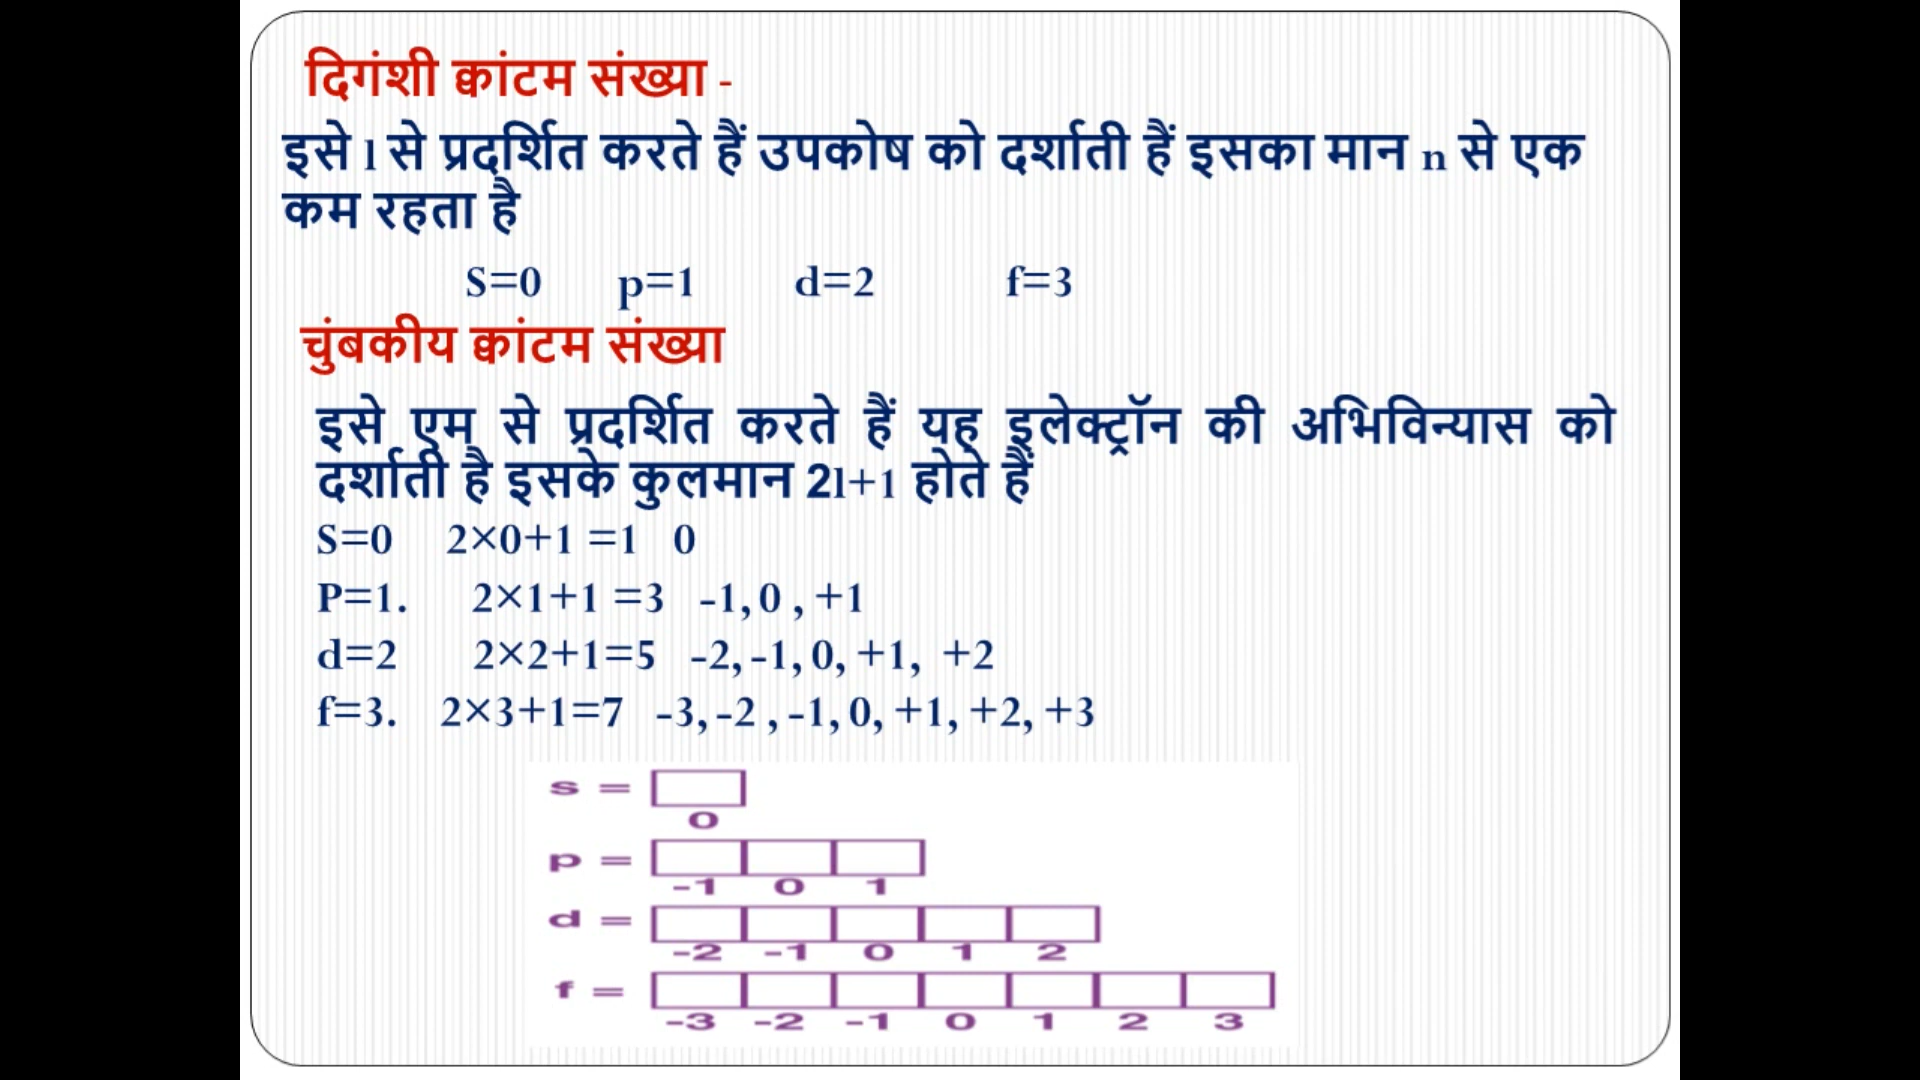 दिगंशी क्वांटम संख्या -
इसे l से प्रदर्शित करते हैं उपकोष को दर्शाती हैं इसका मान n से एक
कम रहता है
S=0 p=1 d=2 f=3
चुंबकीय क्वांटम संख्या
इसे एम से प्रदर्शित करते हैं यह इलेक्ट्रॉन की अभिविन्यास को
दर्शाती है इसके कुलमान 2l+1 होते हैं
S=0 2×0+1 =1 0
P=1. 2×1+1 =3 -1, 0 , +1
d=2 2×2+1=5 -2, -1, 0, +1, +2
f=3. 2×3+1=7 -3, -2 , -1, 0, +1, +2, +3
s =
0
p =
-1 0 1
d =
-2 -1 0 1 2
f =
-3 -2 -1 0 1 2 3